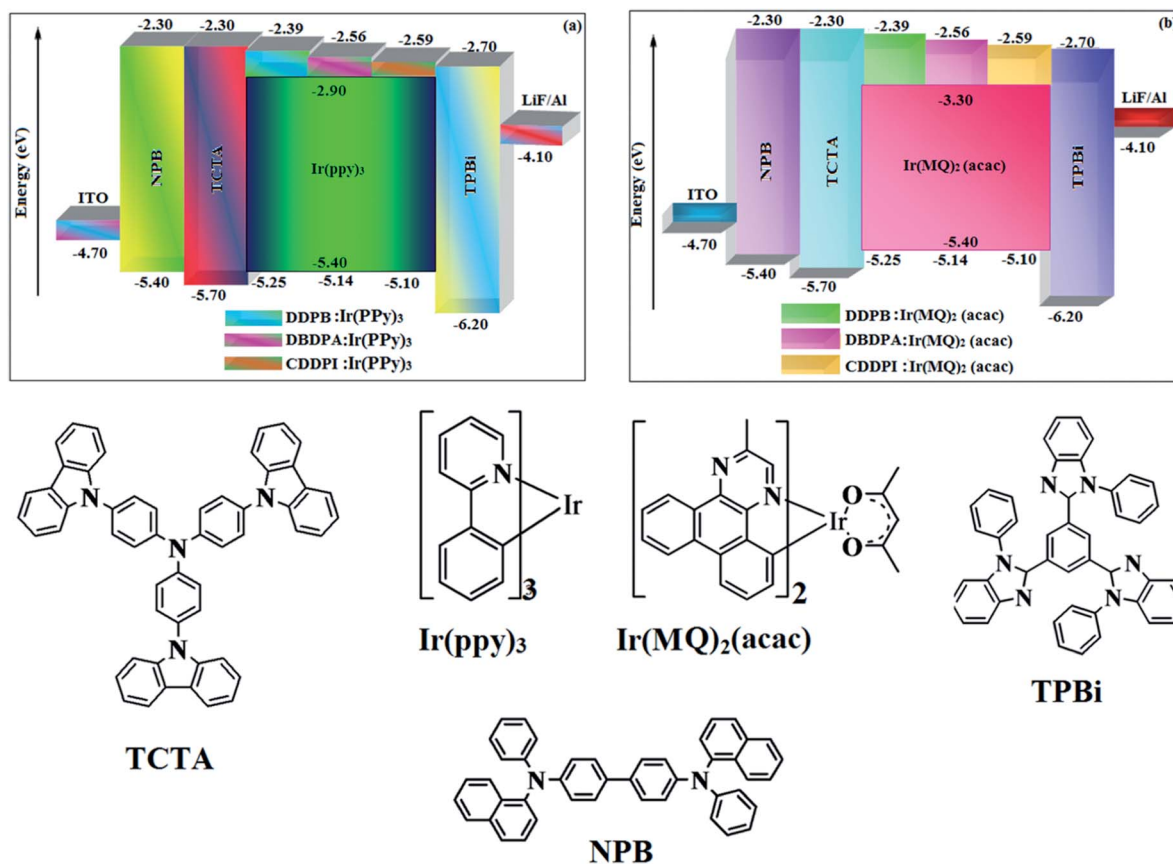 (a)
-2.30 -2.30 -2.39 -2.56 -2.59 -2.70
-2.90
LiF/Al
-4.10
Energy (eV)
NPB
TCTA
Ir(ppy)₃
TPBi
ITO
-4.70
-5.40
-5.40 -5.70 -5.25 -5.14 -5.10
-6.20
DDPB:Ir(PPy)₃
DBDPA:Ir(PPy)₃
CDDPI:Ir(PPy)₃
(b)
-2.30 -2.30 -2.39 -2.56 -2.59 -2.70
-3.30
LiF/Al
-4.10
Energy (eV)
NPB
TCTA
Ir(MQ)₂ (acac)
TPBi
ITO
-4.70
-5.40
-5.40 -5.70 -5.25 -5.14 -5.10
-6.20
DDPB:Ir(MQ)₂ (acac)
DBDPA:Ir(MQ)₂ (acac)
CDDPI:Ir(MQ)₂ (acac)
N N N N
TCTA
N Ir 3
Ir(ppy)₃
N N Ir O O 2
Ir(MQ)₂(acac)
N N N N N N
TPBi
N N
NPB